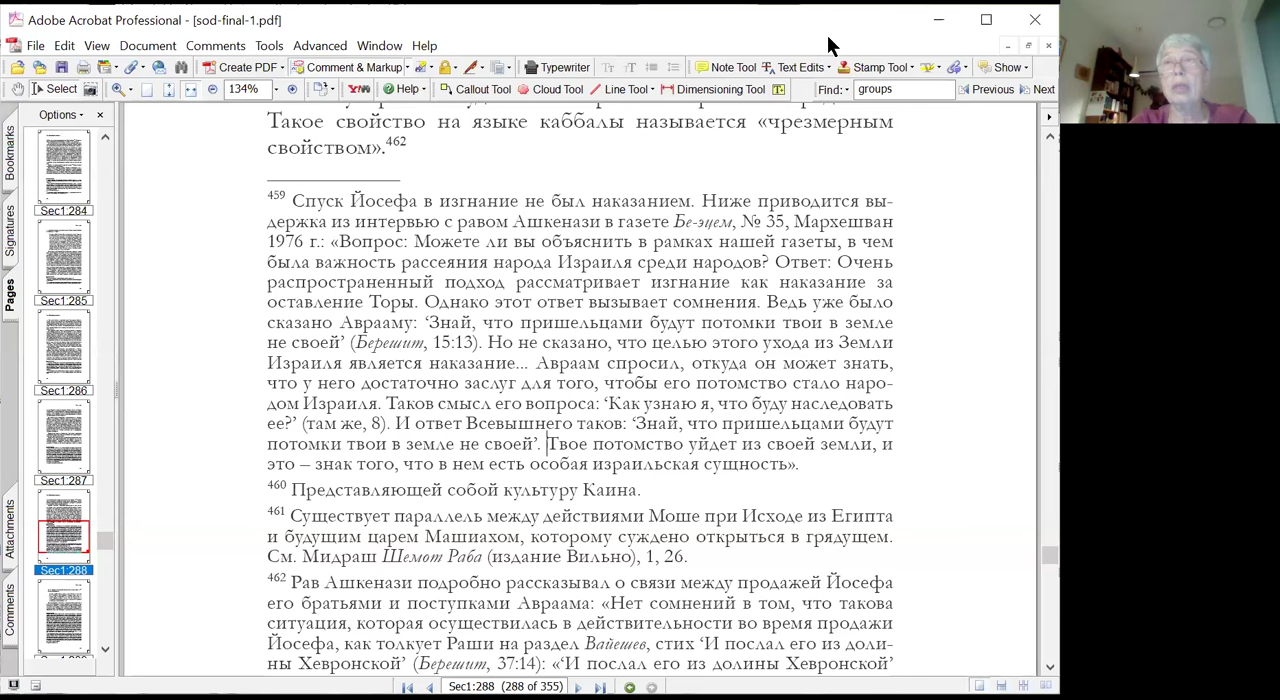 Adobe Acrobat Professional - [sod-final-1.pdf]
File Edit View Document Comments Tools Advanced Window Help
Create PDF Comment & Markup Typewriter Note Tool Text Edits Stamp Tool Show
Select 134% Help Callout Tool Cloud Tool Line Tool Dimensioning Tool Find: groups Previous Next
Options
Bookmarks
Signatures
Pages
Attachments
Comments
Sec1:284
Sec1:285
Sec1:286
Sec1:287
Sec1:288
Такое свойство на языке каббалы называется «чрезмерным
свойством».462
459 Спуск Йосефа в изгнание не был наказанием. Ниже приводится вы-
держка из интервью с равом Ашкенази в газете Бе-эцем, № 35, Мархешван
1976 г.: «Вопрос: Можете ли вы объяснить в рамках нашей газеты, в чем
была важность рассеяния народа Израиля среди народов? Ответ: Очень
распространенный подход рассматривает изгнание как наказание за
оставление Торы. Однако этот ответ вызывает сомнения. Ведь уже было
сказано Аврааму: ‘Знай, что пришельцами будут потомки твои в земле
не своей’ (Берешит, 15:13). Но не сказано, что целью этого ухода из Земли
Израиля является наказание... Авраам спросил, откуда он может знать,
что у него достаточно заслуг для того, чтобы его потомство стало наро-
дом Израиля. Таков смысл его вопроса: ‘Как узнаю я, что буду наследовать
ее?’ (там же, 8). И ответ Всевышнего таков: ‘Знай, что пришельцами будут
потомки твои в земле не своей’. Твое потомство уйдет из своей земли, и
это – знак того, что в нем есть особая израильская сущность».
460 Представляющей собой культуру Каина.
461 Существует параллель между действиями Моше при Исходе из Египта
и будущим царем Машиахом, которому суждено открыться в грядущем.
См. Мидраш Шемот Раба (издание Вильно), 1, 26.
462 Рав Ашкенази подробно рассказывал о связи между продажей Йосефа
его братьями и поступками Авраама: «Нет сомнений в том, что такова
ситуация, которая осуществилась в действительности во время продажи
Йосефа, как толкует Раши на раздел Вайешев, стих ‘И послал его из доли-
ны Хевронской’ (Берешит, 37:14): «‘И послал его из долины Хевронской’
Sec1:288 (288 of 355)